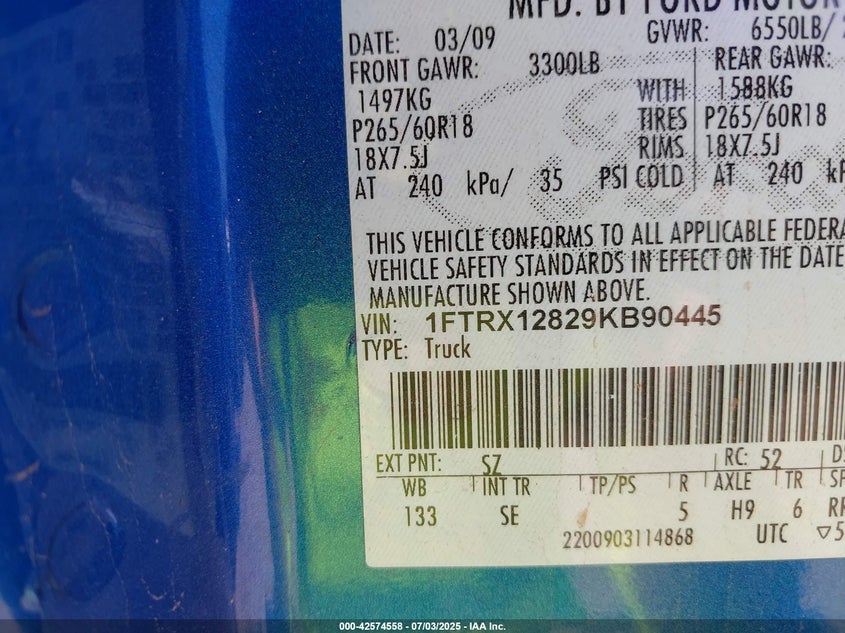 MFD. BY FORD MOTOR
DATE: 03/09 GVWR: 6550LB/
FRONT GAWR: 3300LB REAR GAWR:
1497KG WITH 1588KG
P265/60R18 TIRES P265/60R18
18X7.5J RIMS 18X7.5J
AT 240 kPa/ 35 PSI COLD AT 240
THIS VEHICLE CONFORMS TO ALL APPLICABLE FEDERA
VEHICLE SAFETY STANDARDS IN EFFECT ON THE DATE
MANUFACTURE SHOWN ABOVE.
VIN: 1FTRX12829KB90445
TYPE: Truck
EXT PNT: SZ RC: 52
WB INT TR TP/PS R AXLE TR
133 SE 5 H9 6
2200903114868 UTC ▽5
000-42574558 - 07/03/2025 - IAA Inc.